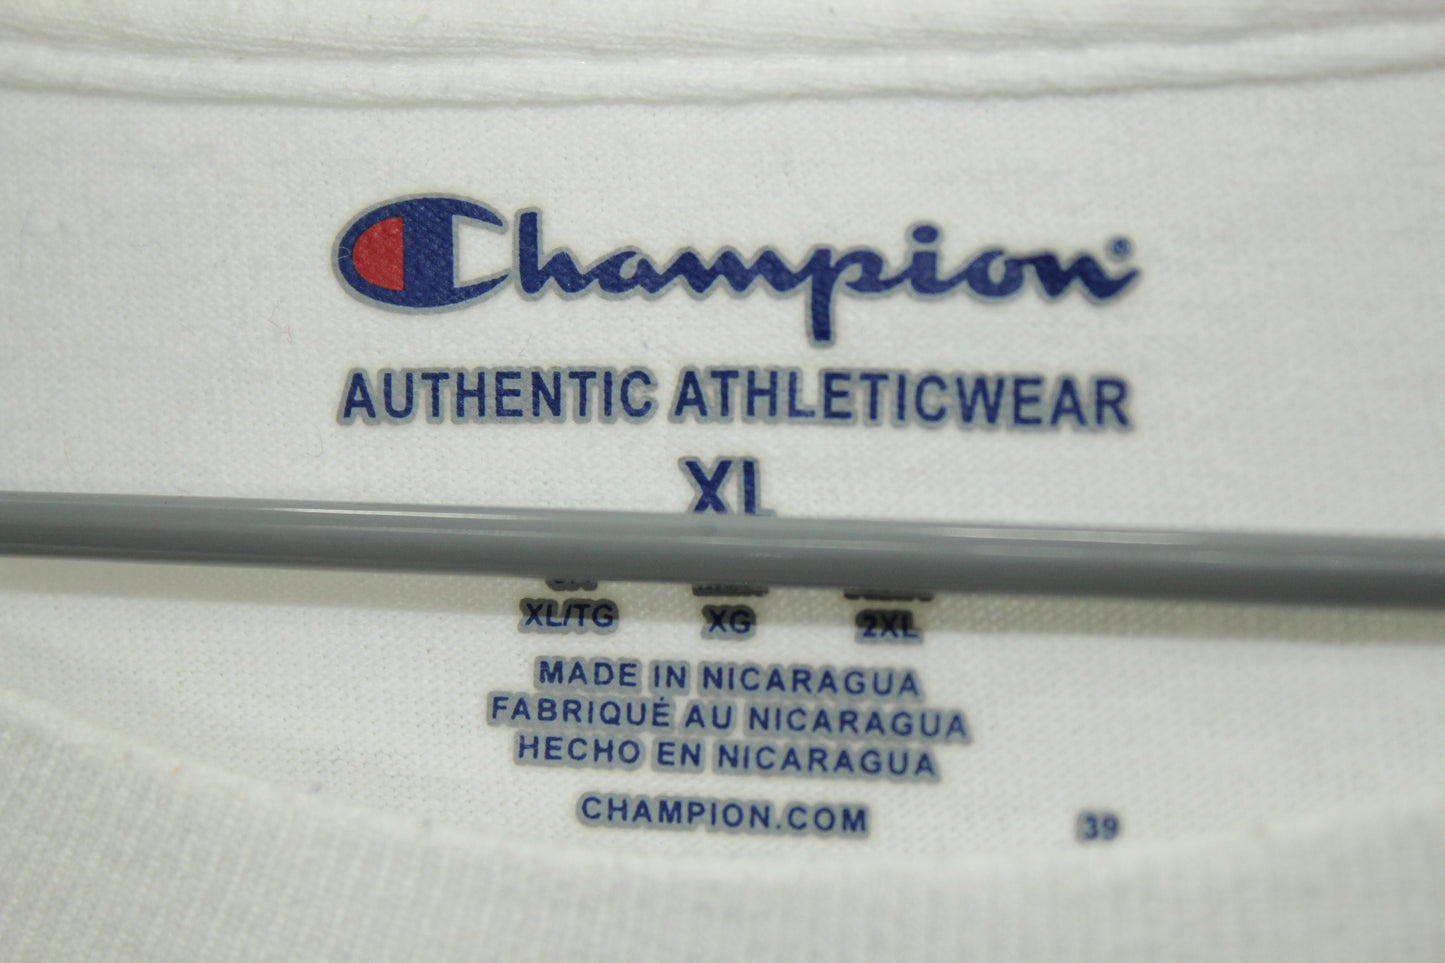 Champion®
AUTHENTIC ATHLETICWEAR
XL
XL/TG XG 2XL
MADE IN NICARAGUA
FABRIQUÉ AU NICARAGUA
HECHO EN NICARAGUA
CHAMPION.COM 39